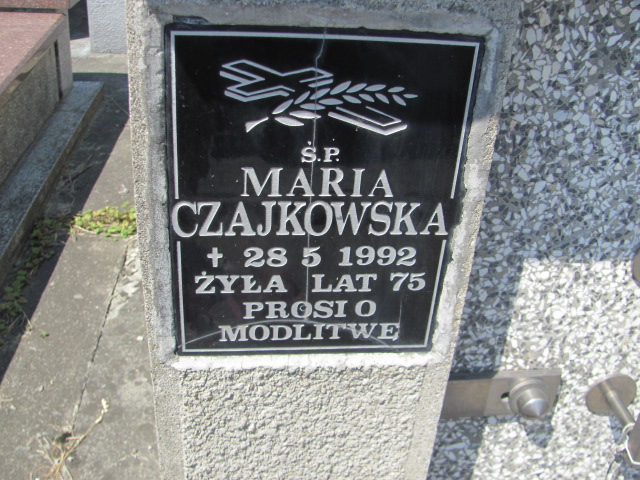 Ś.P.
MARIA
CZAJKOWSKA
✝ 28 5 1992
ŻYŁA LAT 75
PROSI O
MODLITWĘ